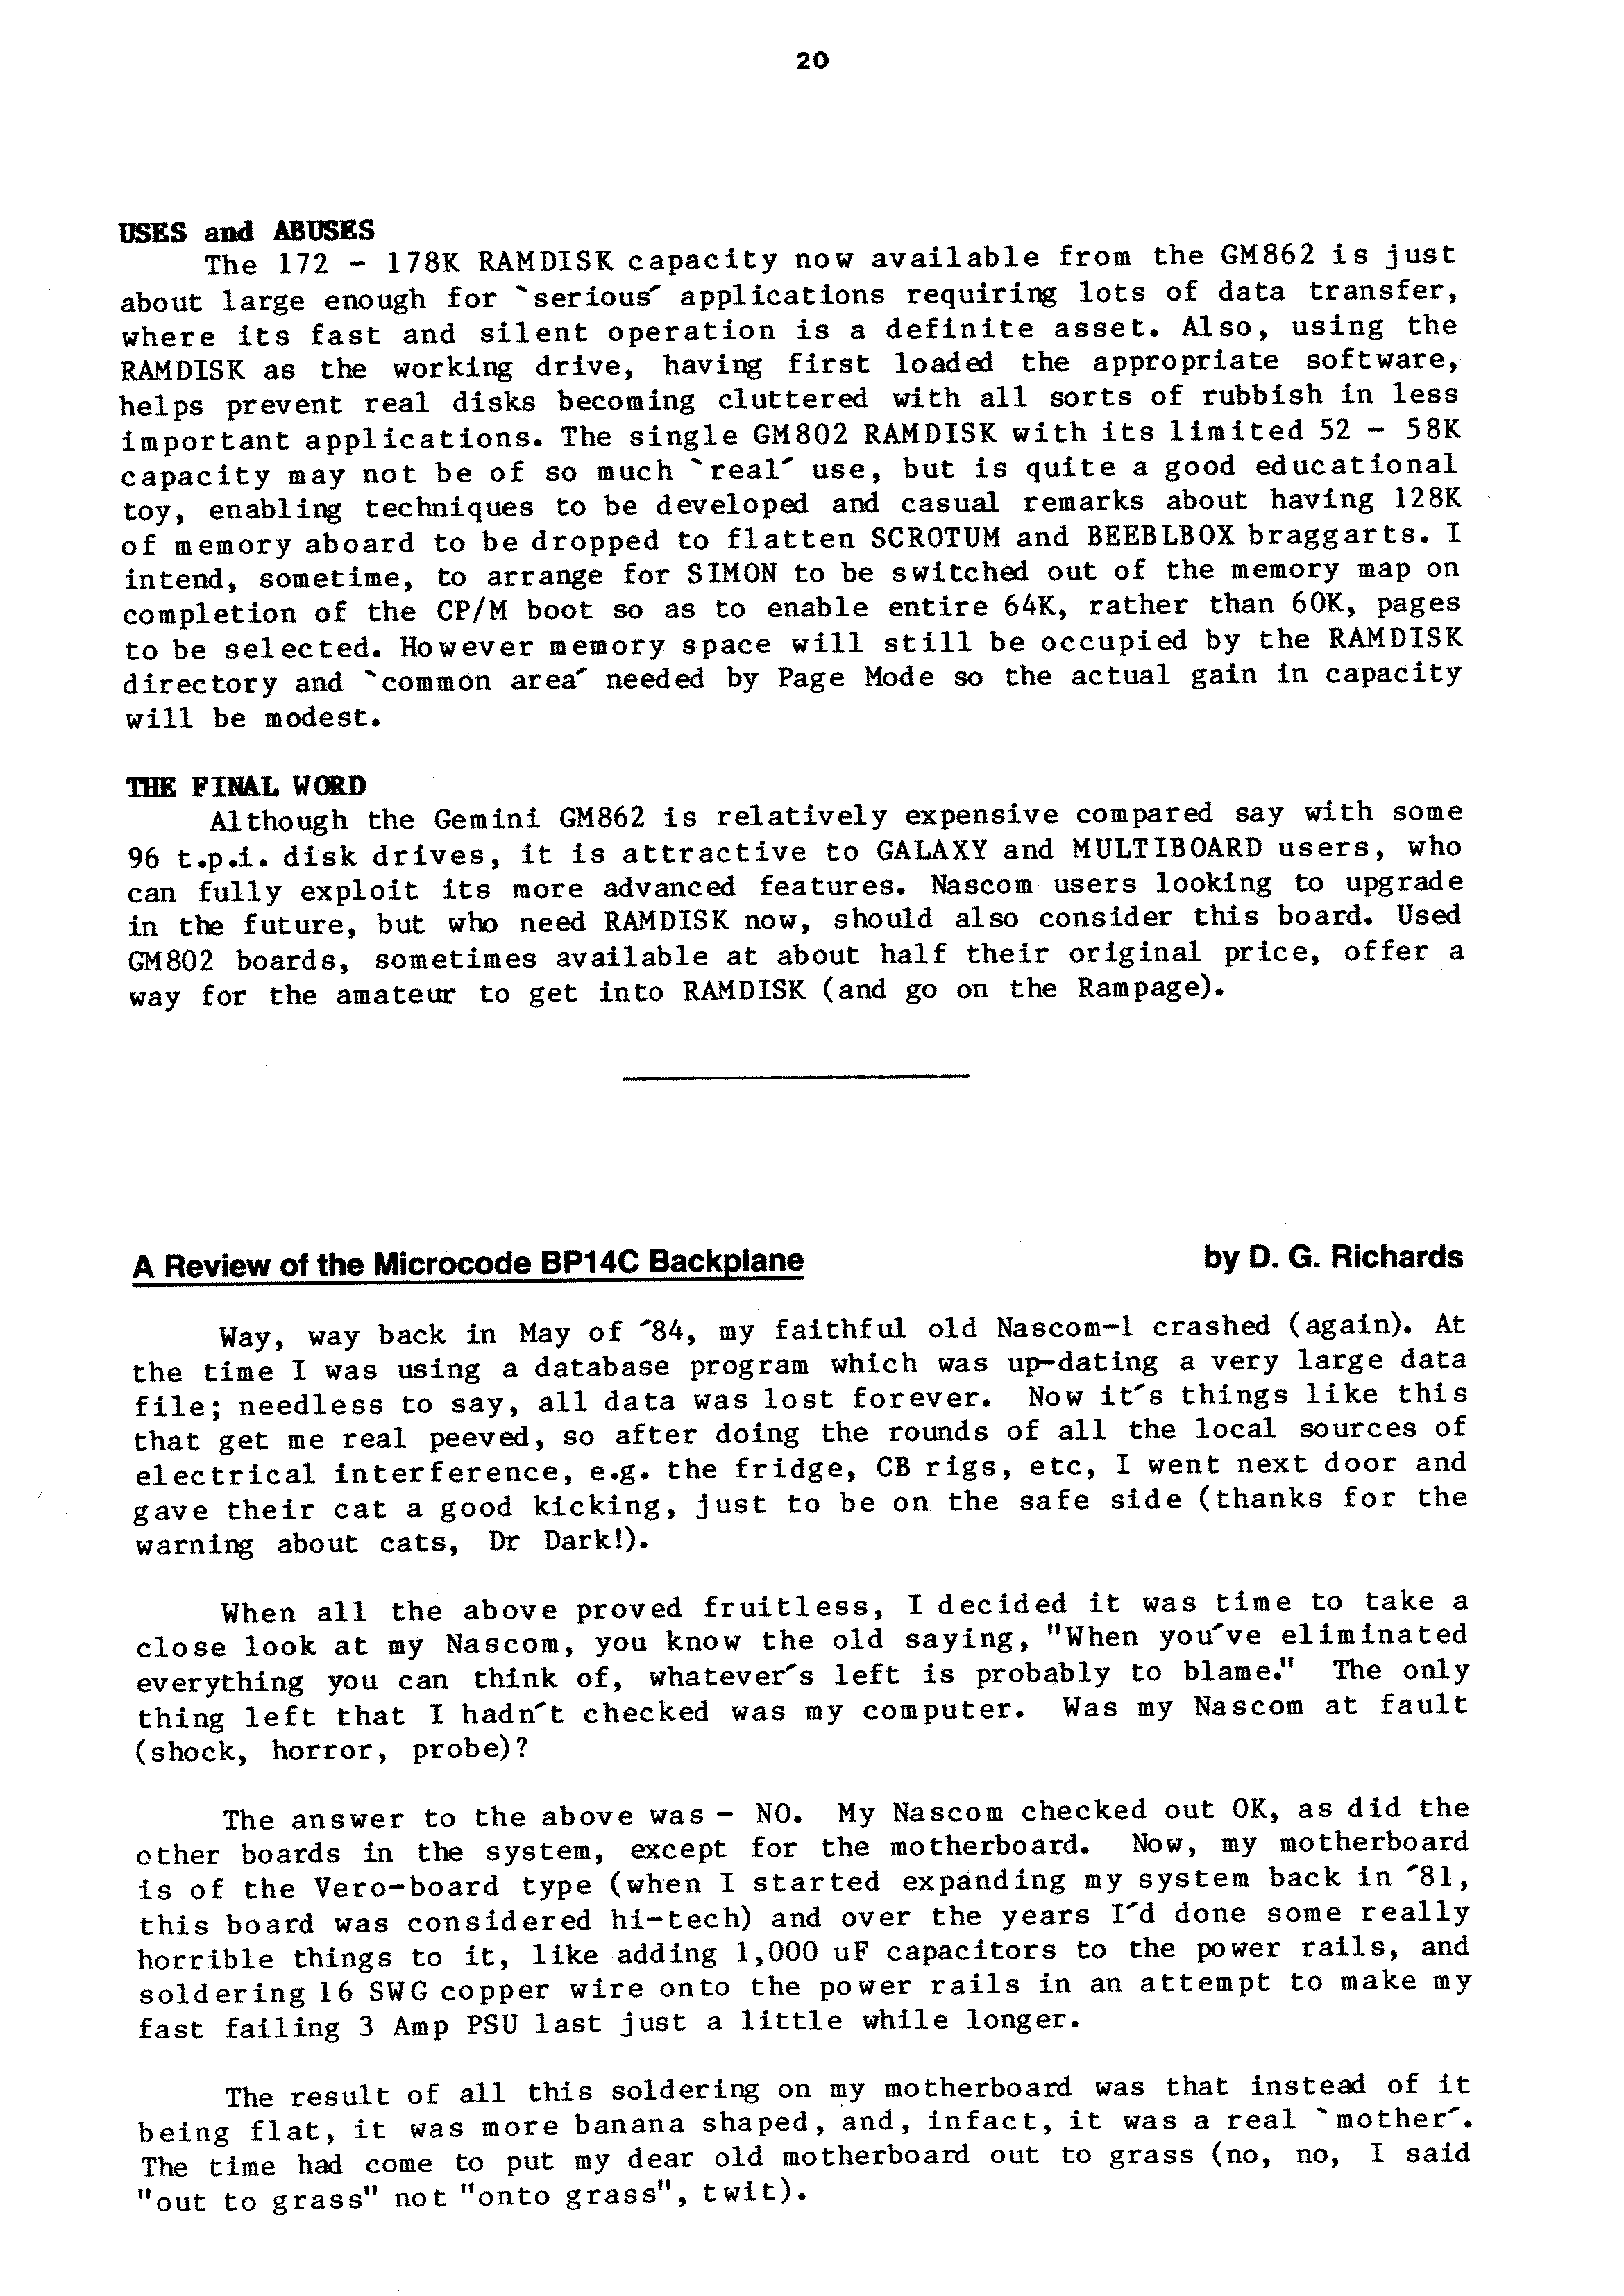 20
USES and ABUSES
The 172 - 178K RAMDISK capacity now available from the GM862 is just
about large enough for `serious´ applications requiring lots of data transfer,
where its fast and silent operation is a definite asset. Also, using the
RAMDISK as the working drive, having first loaded the appropriate software,
helps prevent real disks becoming cluttered with all sorts of rubbish in less
important applications. The single GM802 RAMDISK with its limited 52 - 58K
capacity may not be of so much `real´ use, but is quite a good educational
toy, enabling techniques to be developed and casual remarks about having 128K
of memory aboard to be dropped to flatten SCROTUM and BEEBLBOX braggarts. I
intend, sometime, to arrange for SIMON to be switched out of the memory map on
completion of the CP/M boot so as to enable entire 64K, rather than 60K, pages
to be selected. However memory space will still be occupied by the RAMDISK
directory and `common area´ needed by Page Mode so the actual gain in capacity
will be modest.
THE FINAL WORD
Although the Gemini GM862 is relatively expensive compared say with some
96 t.p.i. disk drives, it is attractive to GALAXY and MULTIBOARD users, who
can fully exploit its more advanced features. Nascom users looking to upgrade
in the future, but who need RAMDISK now, should also consider this board. Used
GM802 boards, sometimes available at about half their original price, offer a
way for the amateur to get into RAMDISK (and go on the Rampage).
A Review of the Microcode BP14C Backplane by D. G. Richards
Way, way back in May of ´84, my faithful old Nascom-1 crashed (again). At
the time I was using a database program which was up-dating a very large data
file; needless to say, all data was lost forever. Now it´s things like this
that get me real peeved, so after doing the rounds of all the local sources of
electrical interference, e.g. the fridge, CB rigs, etc, I went next door and
gave their cat a good kicking, just to be on the safe side (thanks for the
warning about cats, Dr Dark!).
When all the above proved fruitless, I decided it was time to take a
close look at my Nascom, you know the old saying, "When you´ve eliminated
everything you can think of, whatever´s left is probably to blame." The only
thing left that I hadn´t checked was my computer. Was my Nascom at fault
(shock, horror, probe)?
The answer to the above was - NO. My Nascom checked out OK, as did the
other boards in the system, except for the motherboard. Now, my motherboard
is of the Vero-board type (when I started expanding my system back in ´81,
this board was considered hi-tech) and over the years I´d done some really
horrible things to it, like adding 1,000 uF capacitors to the power rails, and
soldering 16 SWG copper wire onto the power rails in an attempt to make my
fast failing 3 Amp PSU last just a little while longer.
The result of all this soldering on my motherboard was that instead of it
being flat, it was more banana shaped, and, infact, it was a real `mother´.
The time had come to put my dear old motherboard out to grass (no, no, I said
"out to grass" not "onto grass", twit).